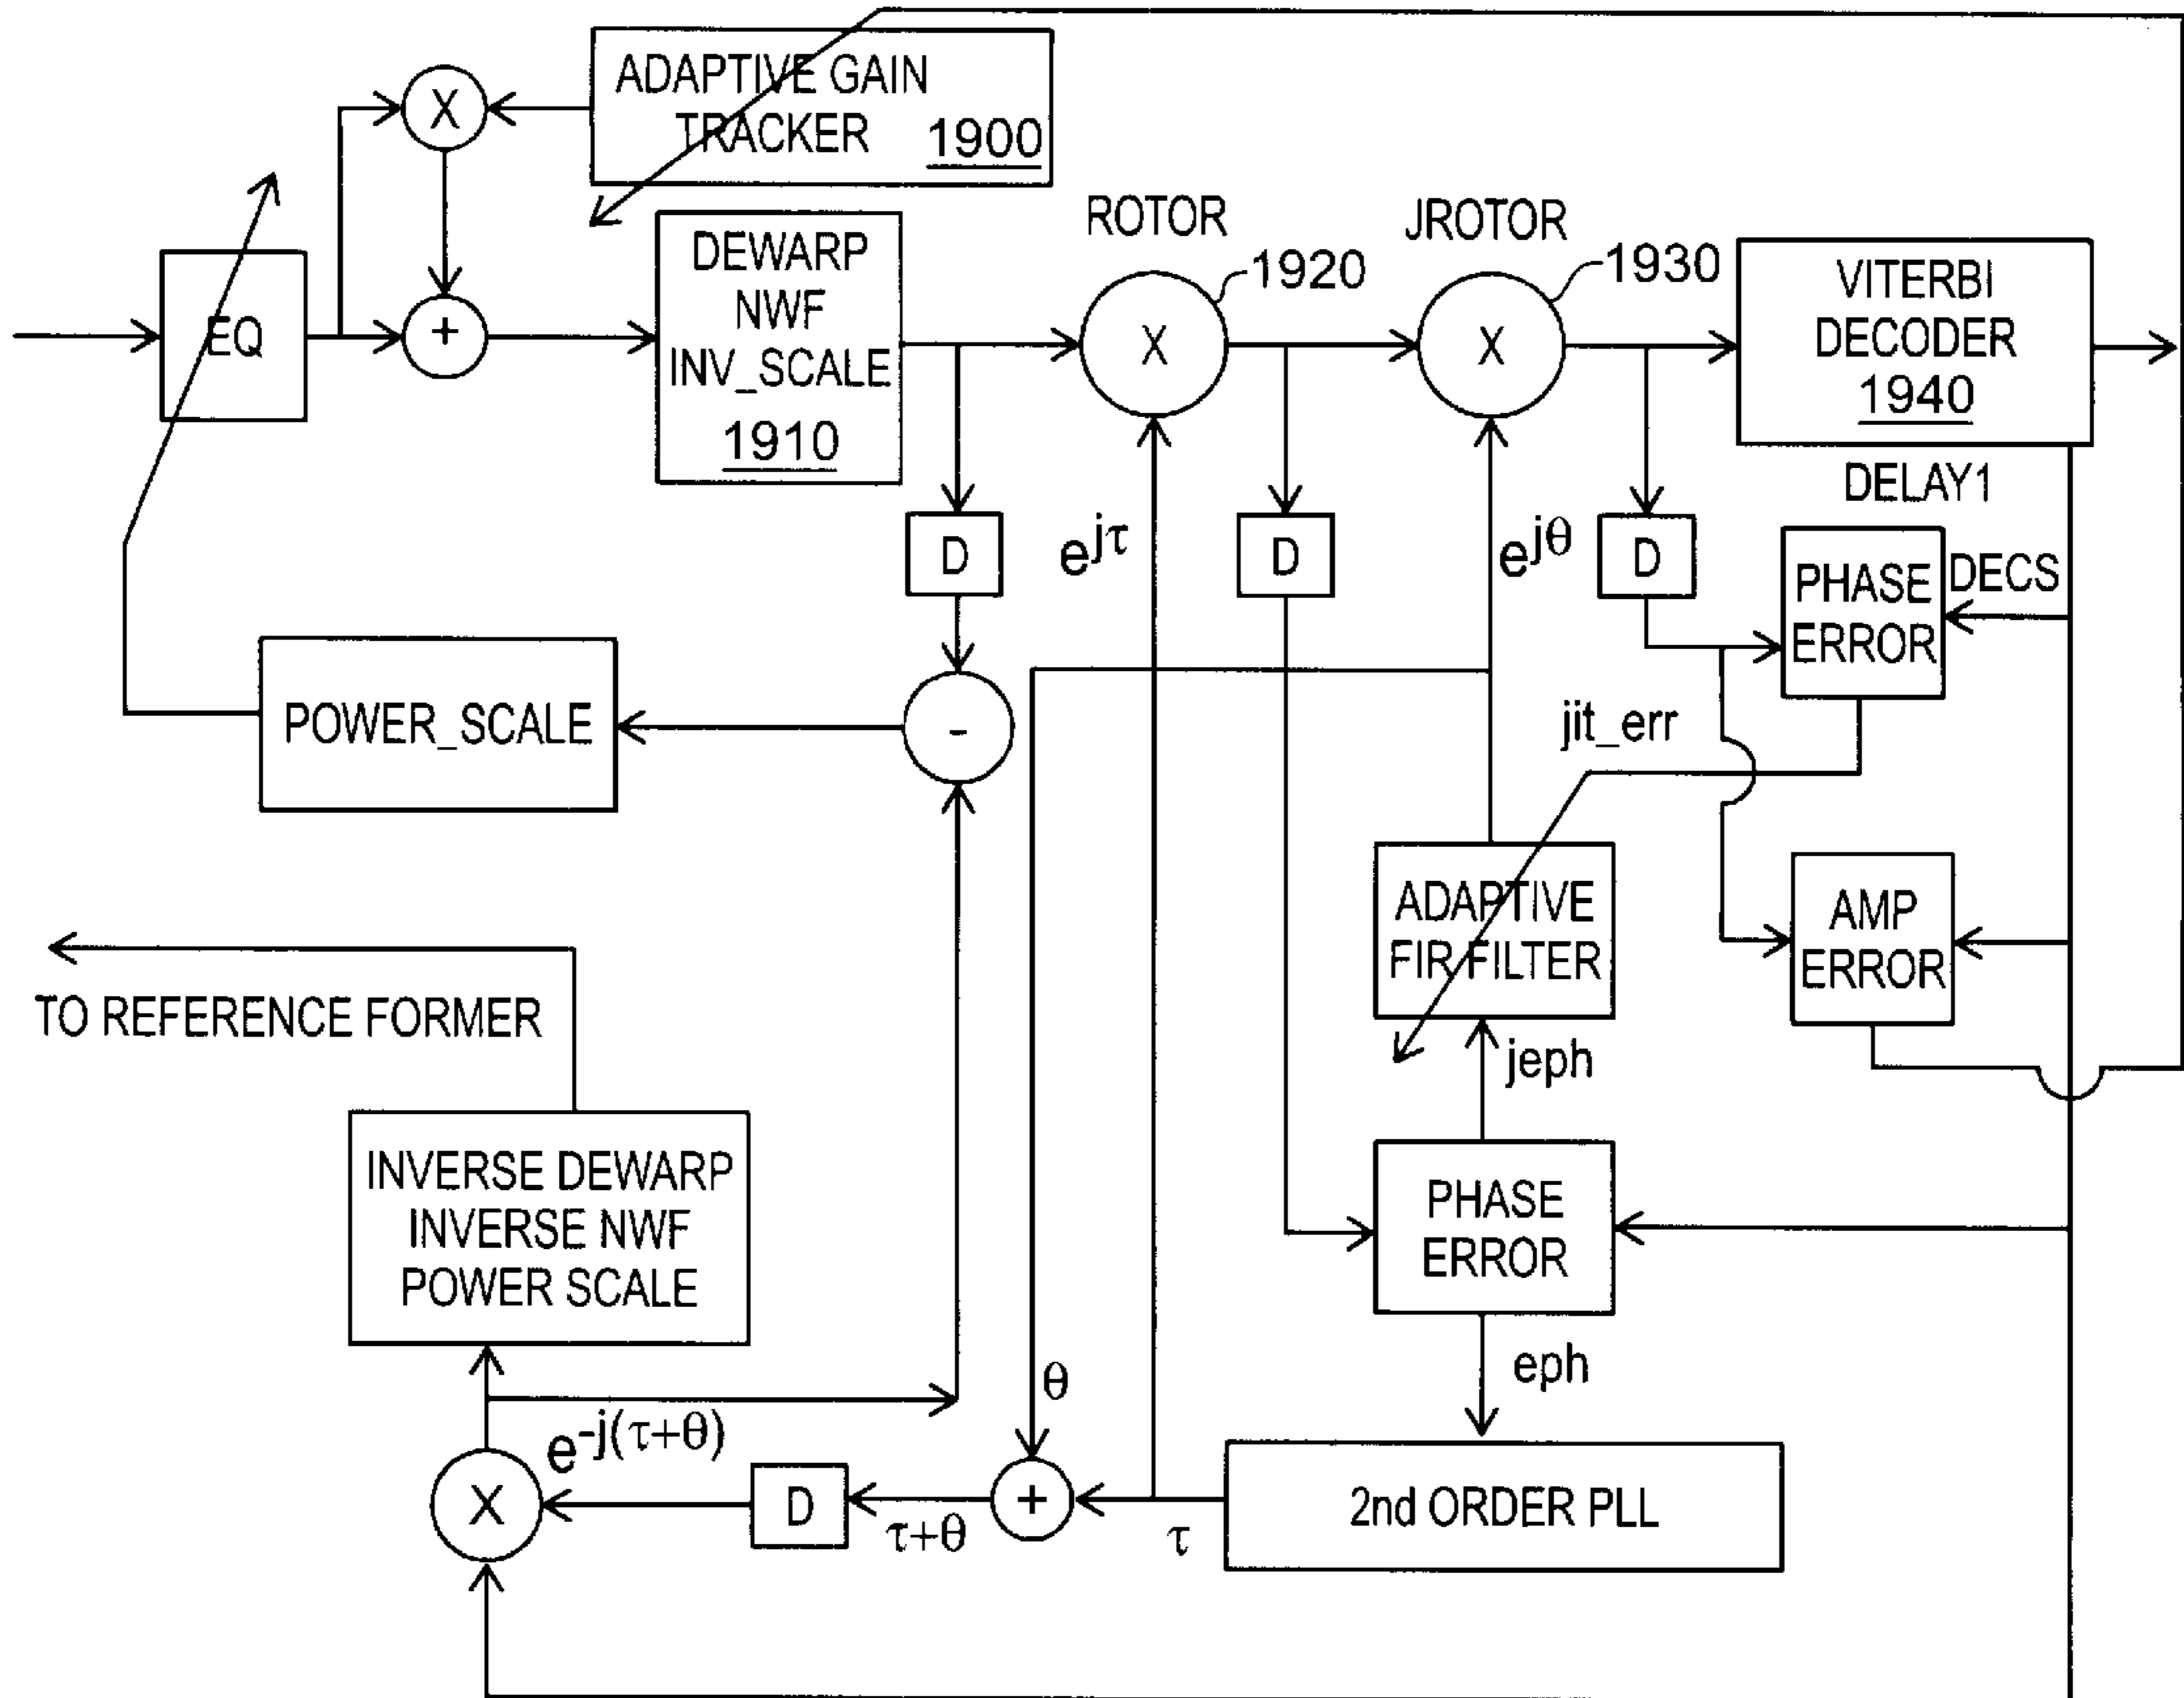 ADAPTIVE GAIN
TRACKER 1900
X
EQ
+
DEWARP
NWF
INV_SCALE
1910
ROTOR
1920
X
JROTOR
1930
X
VITERBI
DECODER
1940
DELAY1
D
e^jτ
D
e^jθ
D
PHASE
ERROR
DECS
POWER_SCALE
-
jit_err
ADAPTIVE
FIR FILTER
AMP
ERROR
TO REFERENCE FORMER
jeph
INVERSE DEWARP
INVERSE NWF
POWER SCALE
PHASE
ERROR
eph
θ
e^-j(τ+θ)
X
D
τ+θ
+
τ
2nd ORDER PLL